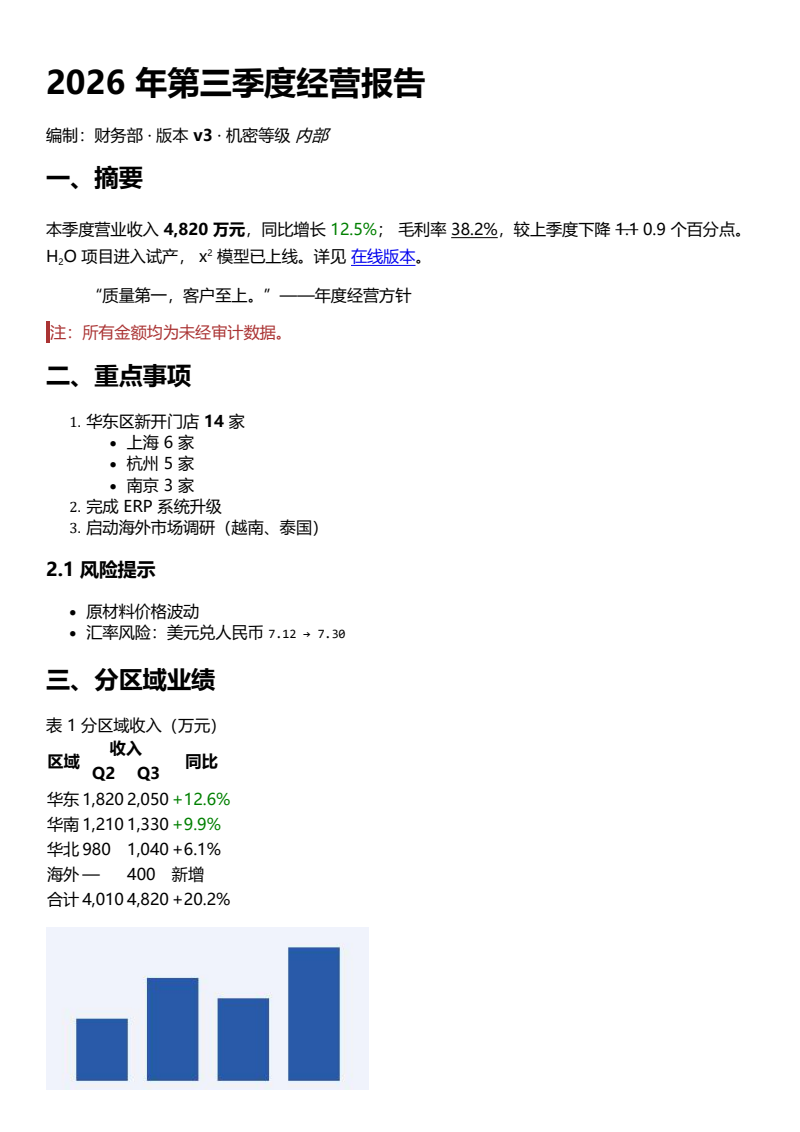 2026 年第三季度经营报告
编制：财务部 · 版本 v3 · 机密等级 内部
一、摘要
本季度营业收入 4,820 万元，同比增长 12.5%； 毛利率 38.2%，较上季度下降 1.1 0.9 个百分点。
H₂O 项目进入试产， x² 模型已上线。详见 在线版本。
“质量第一，客户至上。”——年度经营方针
注：所有金额均为未经审计数据。
二、重点事项
1. 华东区新开门店 14 家
• 上海 6 家
• 杭州 5 家
• 南京 3 家
2. 完成 ERP 系统升级
3. 启动海外市场调研（越南、泰国）
2.1 风险提示
• 原材料价格波动
• 汇率风险：美元兑人民币 7.12 → 7.30
三、分区域业绩
表 1 分区域收入（万元）
区域 收入 同比
Q2 Q3
华东 1,820 2,050 +12.6%
华南 1,210 1,330 +9.9%
华北 980 1,040 +6.1%
海外 — 400 新增
合计 4,010 4,820 +20.2%